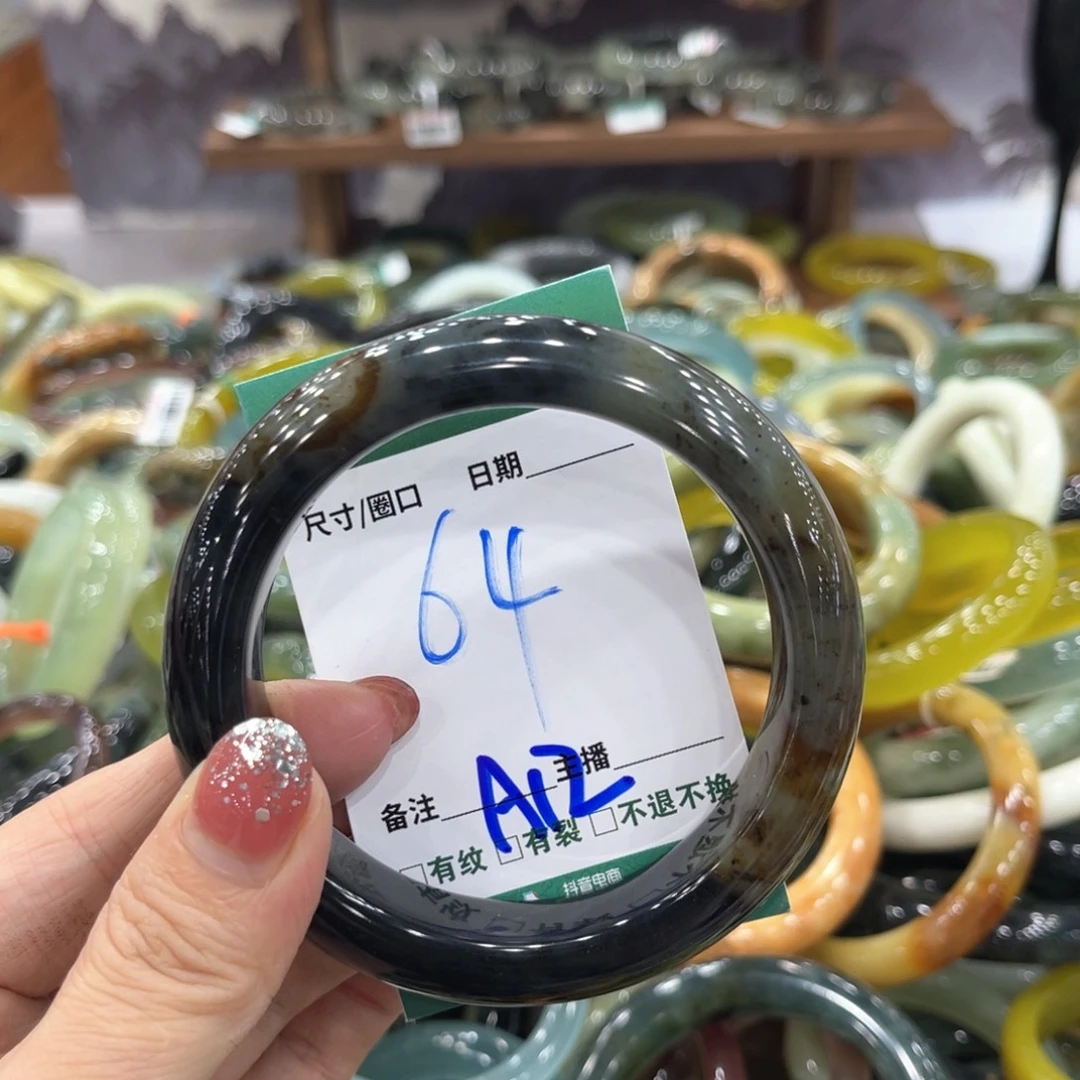 日期
尺寸/圈口
64
主播
A12
备注
□有纹 □有裂 □不退不换
抖音电商